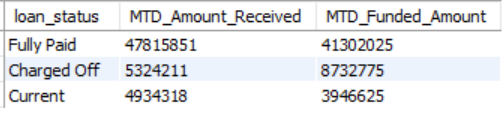 loan_status MTD_Amount_Received MTD_Funded_Amount
Fully Paid 47815851 41302025
Charged Off 5324211 8732775
Current 4934318 3946625